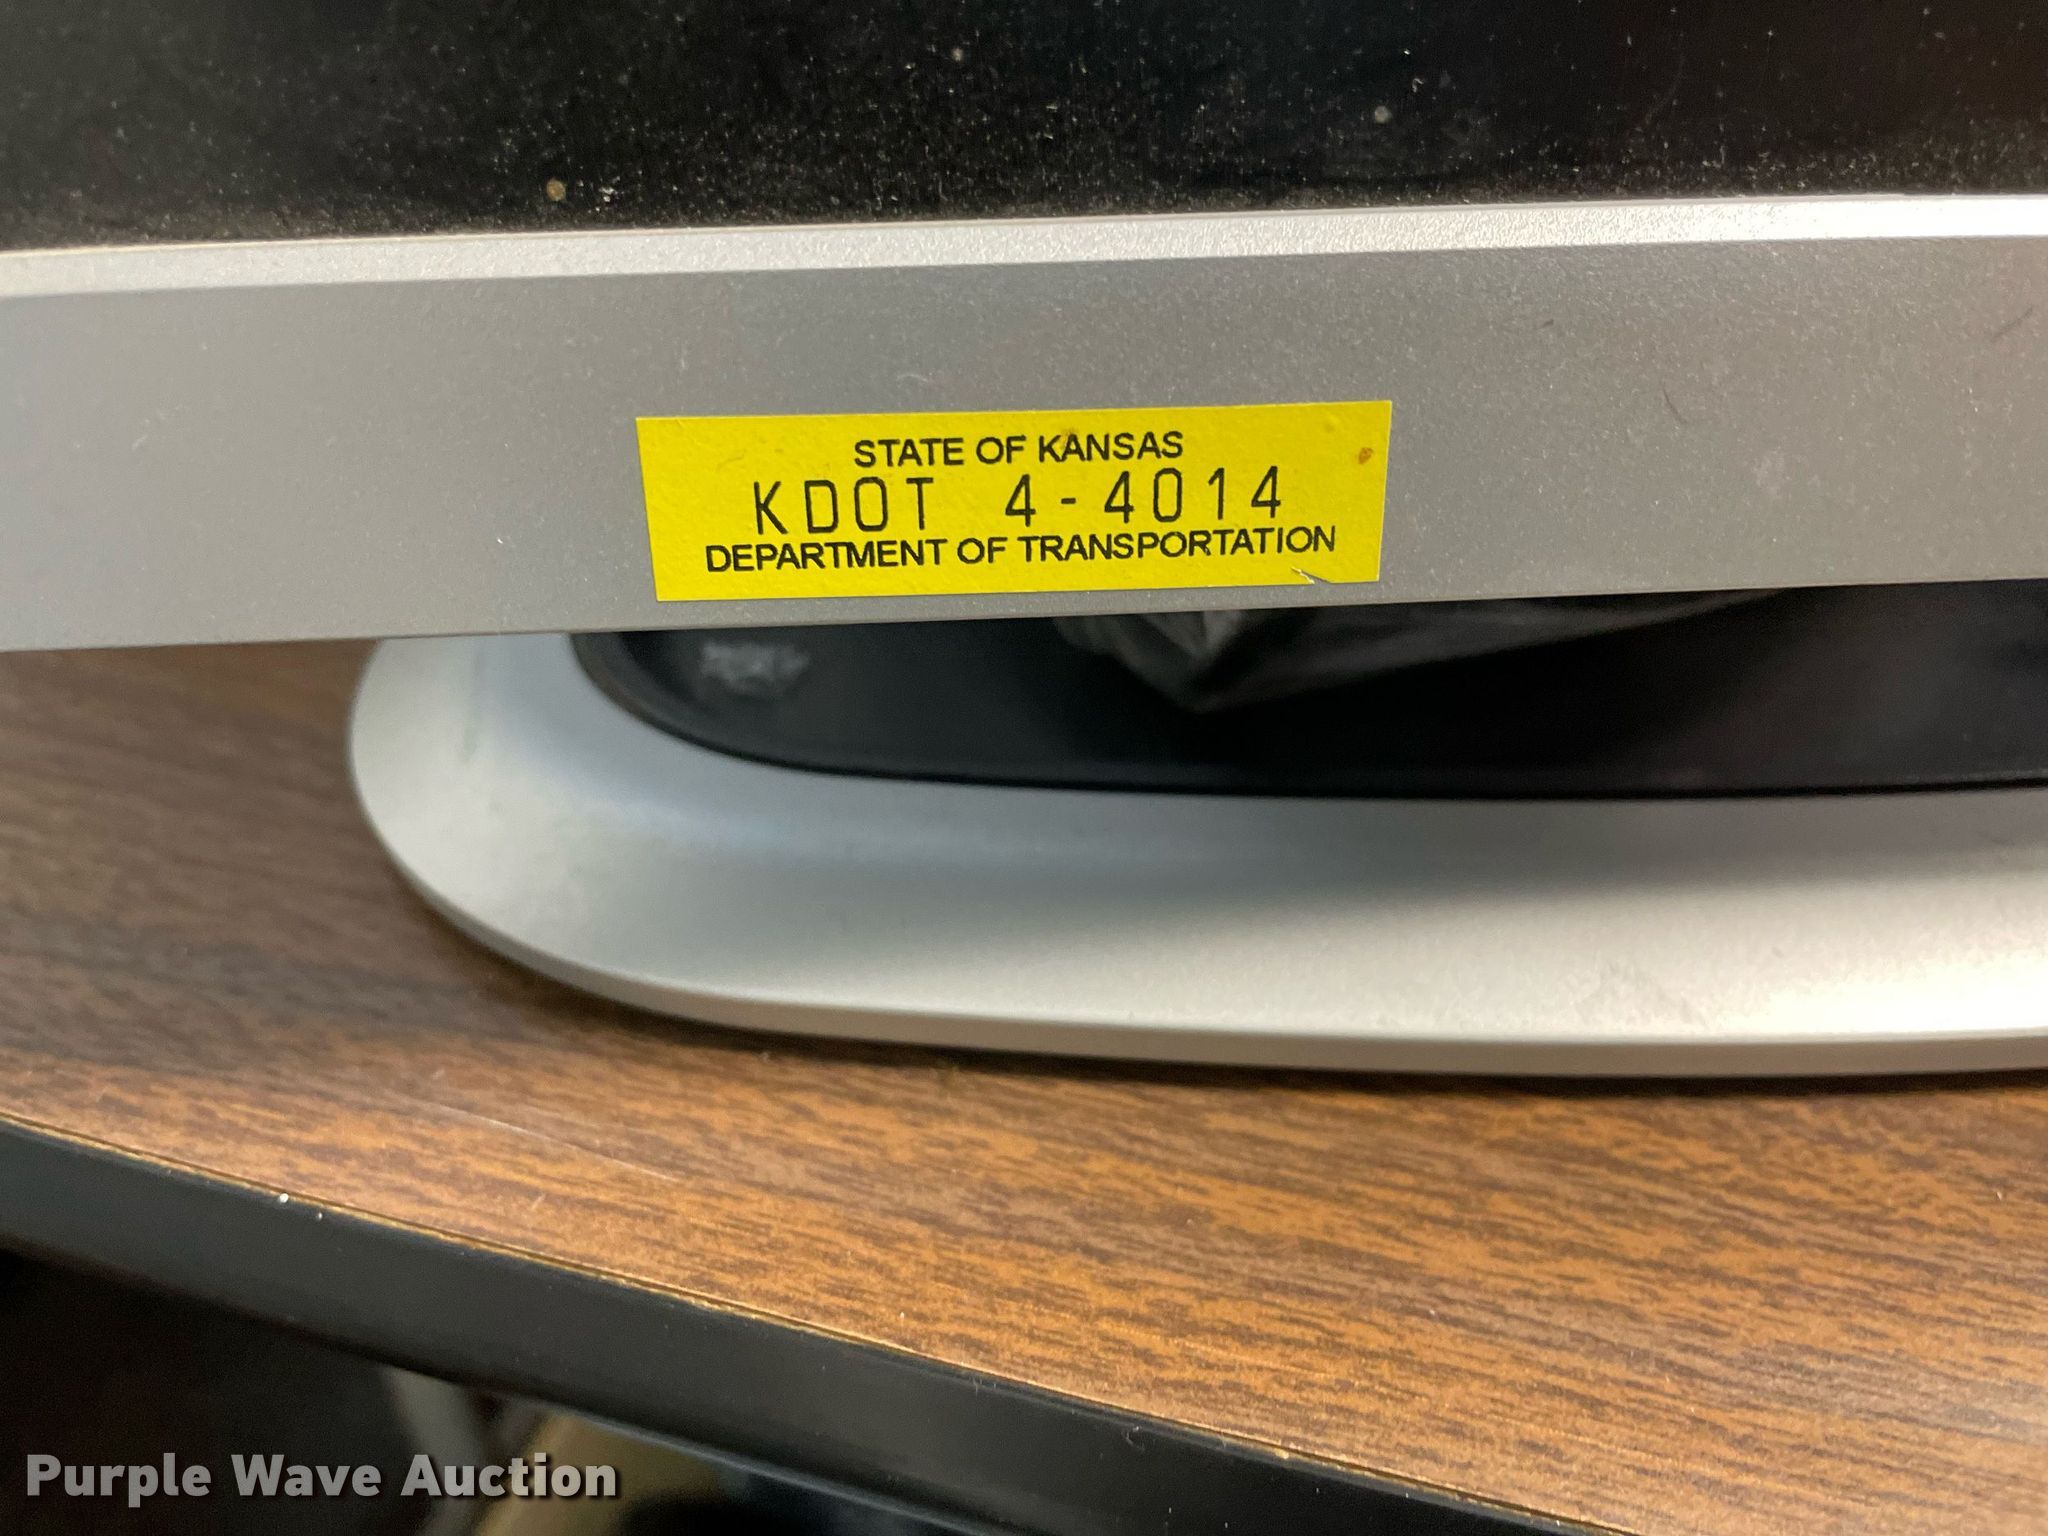 STATE OF KANSAS
KDOT 4-4014
DEPARTMENT OF TRANSPORTATION
Purple Wave Auction